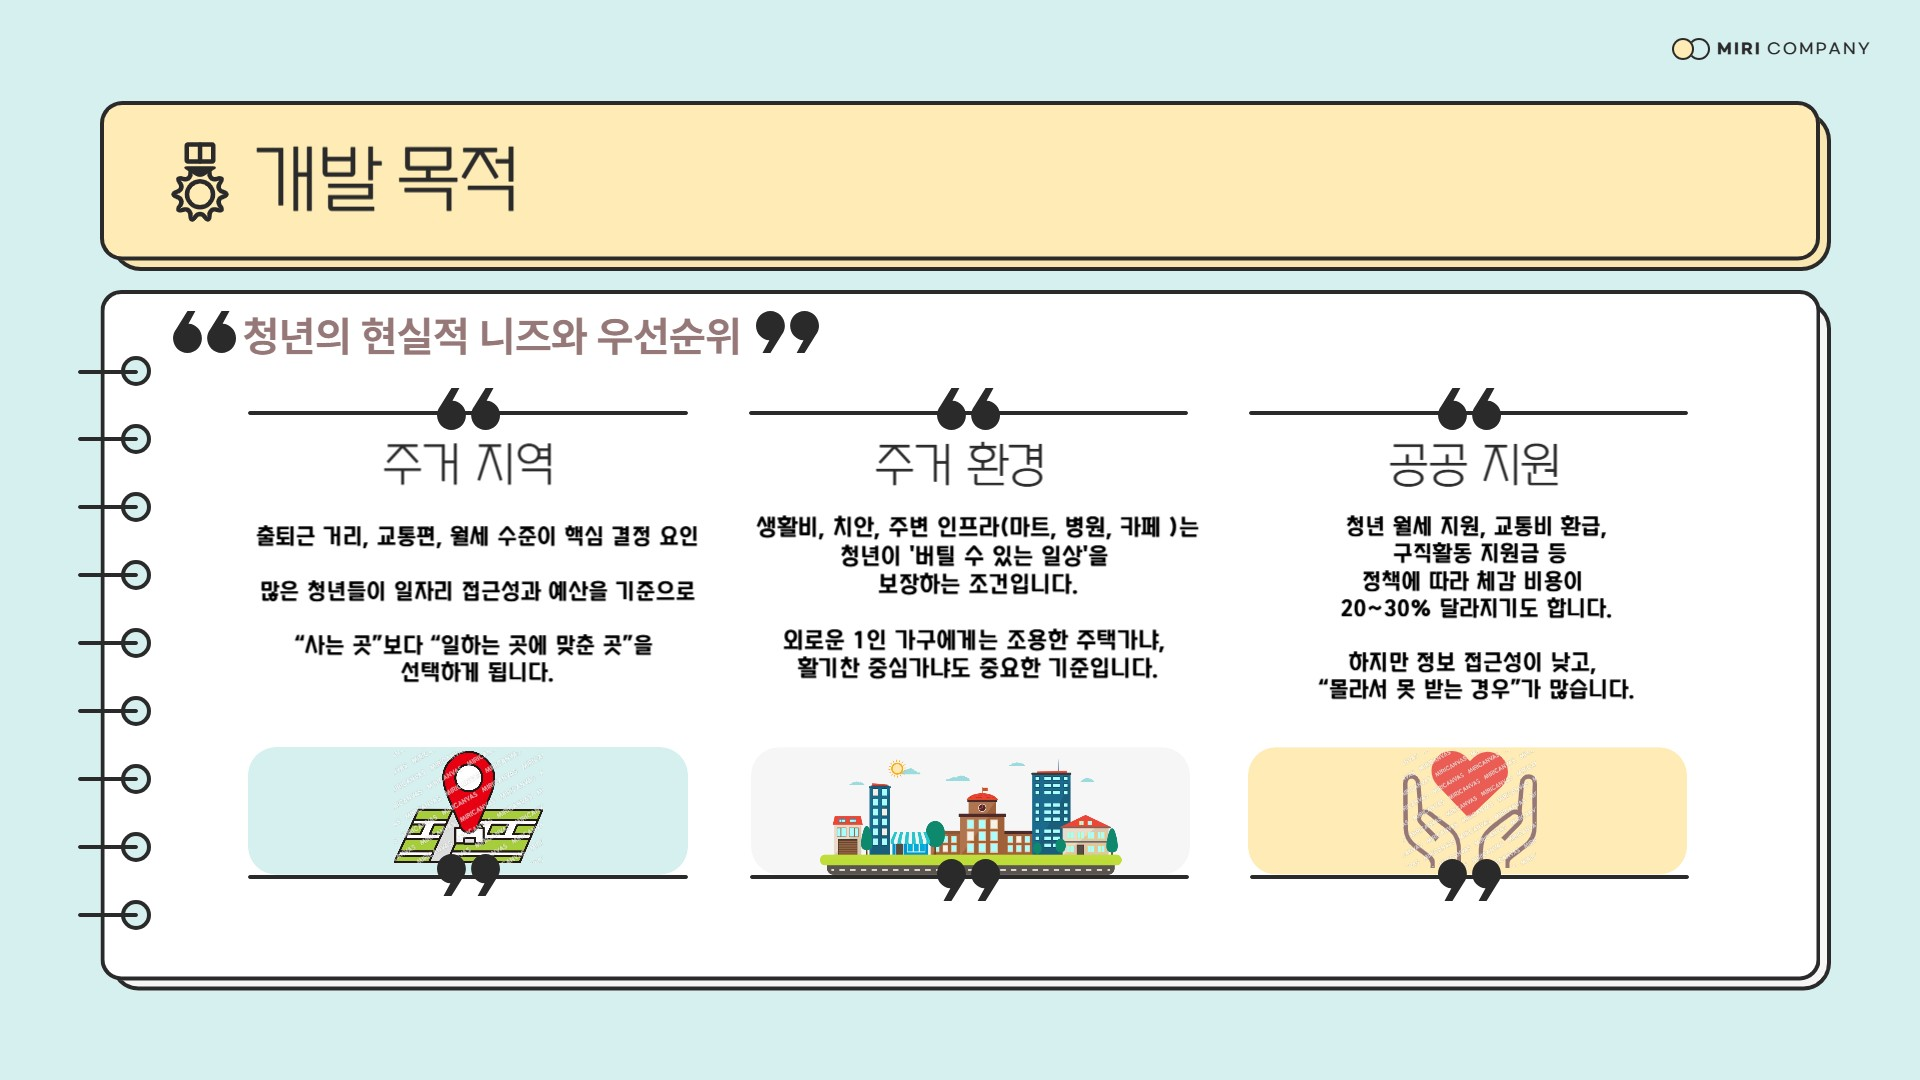 MIRI COMPANY
개발 목적
청년의 현실적 니즈와 우선순위
주거 지역
출퇴근 거리, 교통편, 월세 수준이 핵심 결정 요인
많은 청년들이 일자리 접근성과 예산을 기준으로
“사는 곳”보다 “일하는 곳에 맞춘 곳”을
선택하게 됩니다.
주거 환경
생활비, 치안, 주변 인프라(마트, 병원, 카페 )는
청년이 '버틸 수 있는 일상'을
보장하는 조건입니다.
외로운 1인 가구에게는 조용한 주택가냐,
활기찬 중심가냐도 중요한 기준입니다.
공공 지원
청년 월세 지원, 교통비 환급,
구직활동 지원금 등
정책에 따라 체감 비용이
20~30% 달라지기도 합니다.
하지만 정보 접근성이 낮고,
“몰라서 못 받는 경우”가 많습니다.